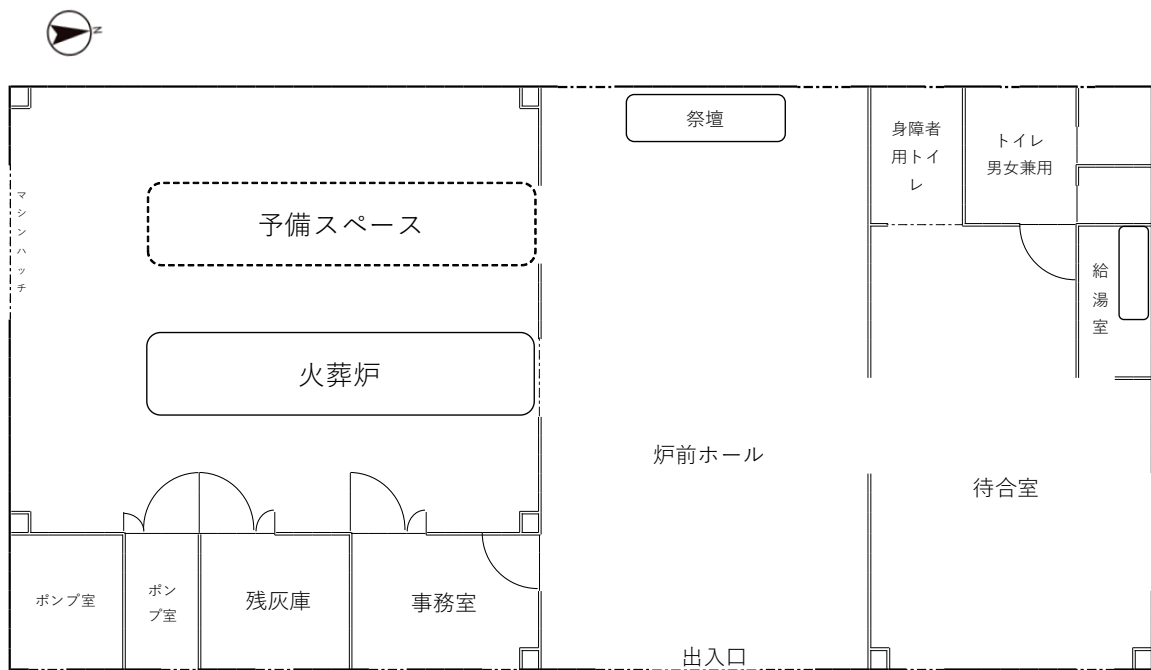 N
祭壇
身障者
用トイ
レ
トイレ
男女兼用
マシンハッチ
予備スペース
給湯室
火葬炉
炉前ホール
待合室
ポンプ室
ポン
プ室
残灰庫
事務室
出入口